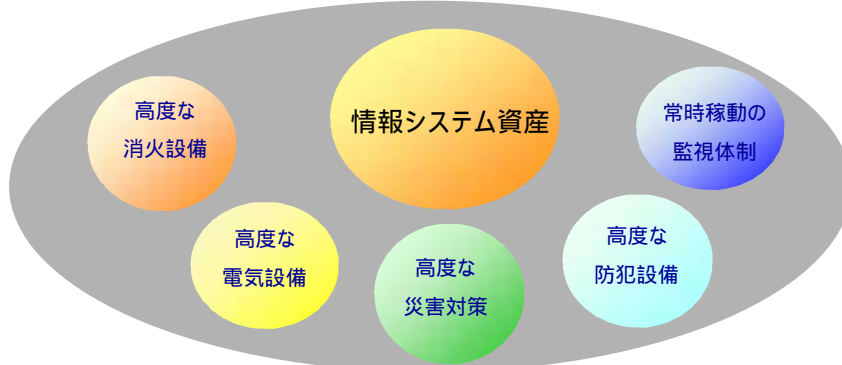 情報システム資産
高度な
消火設備
常時稼動の
監視体制
高度な
電気設備
高度な
災害対策
高度な
防犯設備